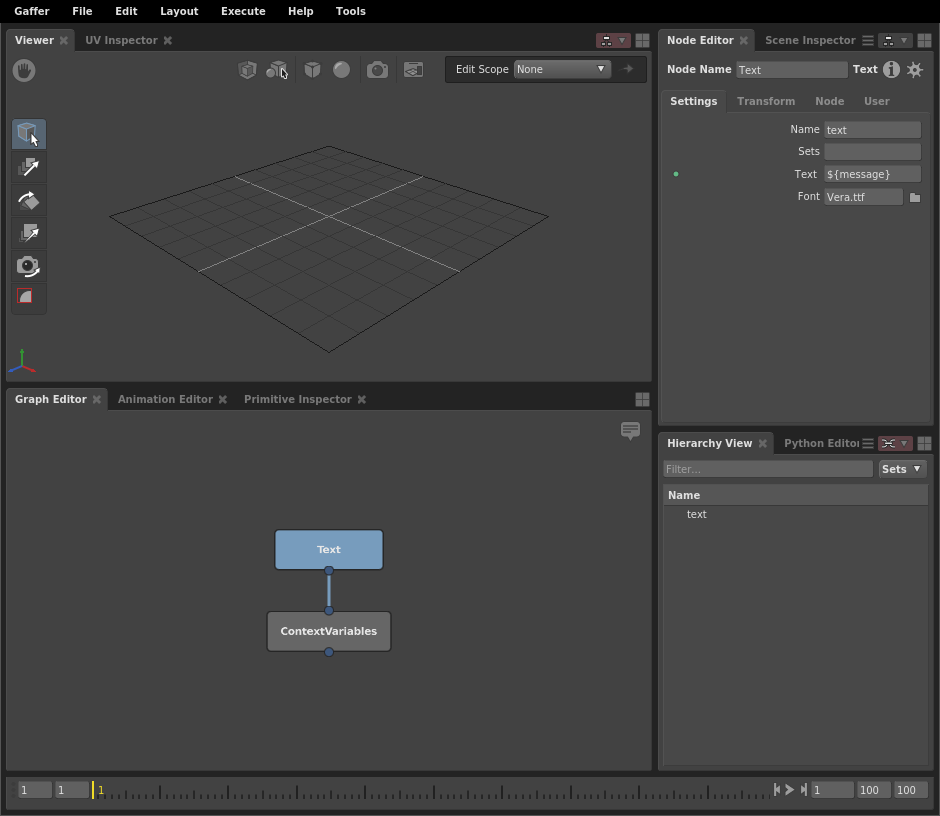 Gaffer File Edit Layout Execute Help Tools
Viewer UV Inspector
Edit Scope None
Node Editor Scene Inspector
Node Name Text Text
Settings Transform Node User
Name text
Sets
Text ${message}
Font Vera.ttf
Graph Editor Animation Editor Primitive Inspector
Text
ContextVariables
Hierarchy View Python Editor
Filter... Sets
Name
text
1 1 1 1 100 100